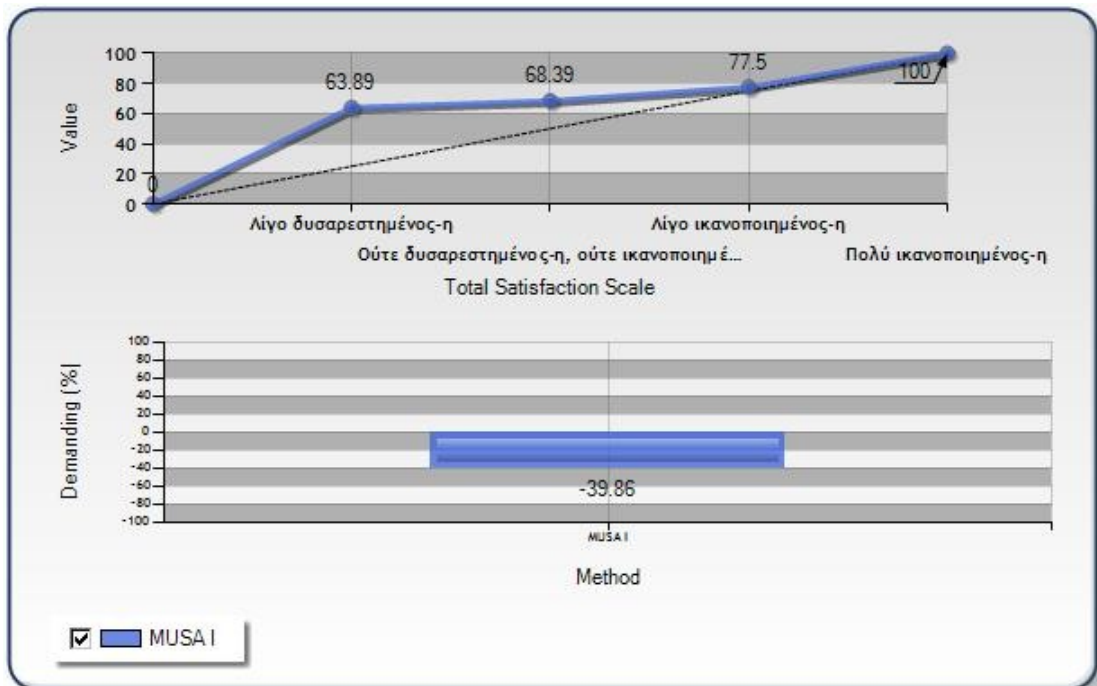 Value
100
80
60
40
20
0
0
63.89
68.39
77.5
100
Λίγο δυσαρεστημένος-η
Ούτε δυσαρεστημένος-η, ούτε ικανοποιημέ...
Λίγο ικανοποιημένος-η
Πολύ ικανοποιημένος-η
Total Satisfaction Scale
Demanding (%)
100
80
60
40
20
0
-20
-40
-60
-80
-100
-39.86
MUSA I
Method
MUSA I